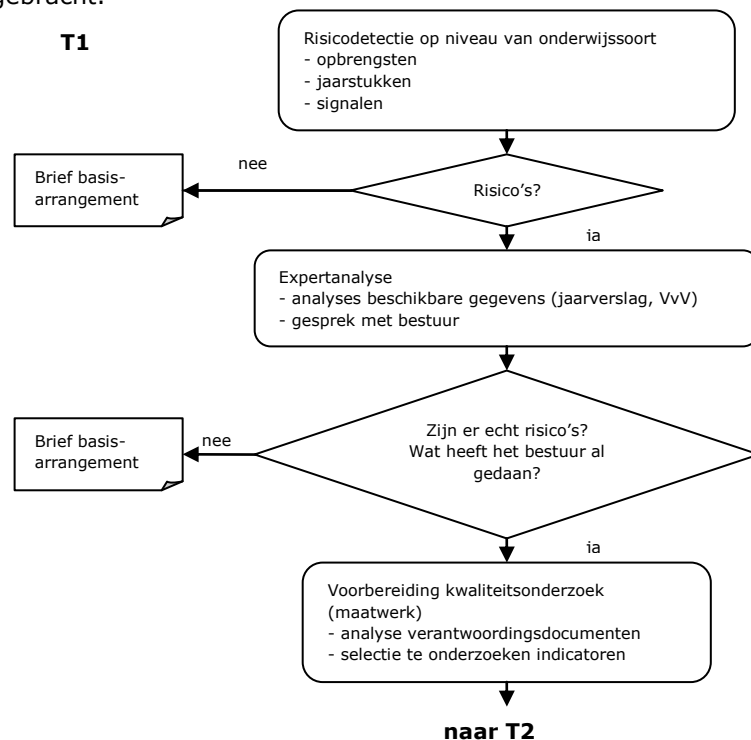 gebracht.
T1
Risicodetectie op niveau van onderwijssoort
- opbrengsten
- jaarstukken
- signalen
nee
Brief basis-
arrangement
Risico's?
ia
Expertanalyse
- analyses beschikbare gegevens (jaarverslag, VvV)
- gesprek met bestuur
Zijn er echt risico's?
Wat heeft het bestuur al
gedaan?
nee
Brief basis-
arrangement
ia
Voorbereiding kwaliteitsonderzoek
(maatwerk)
- analyse verantwoordingsdocumenten
- selectie te onderzoeken indicatoren
naar T2